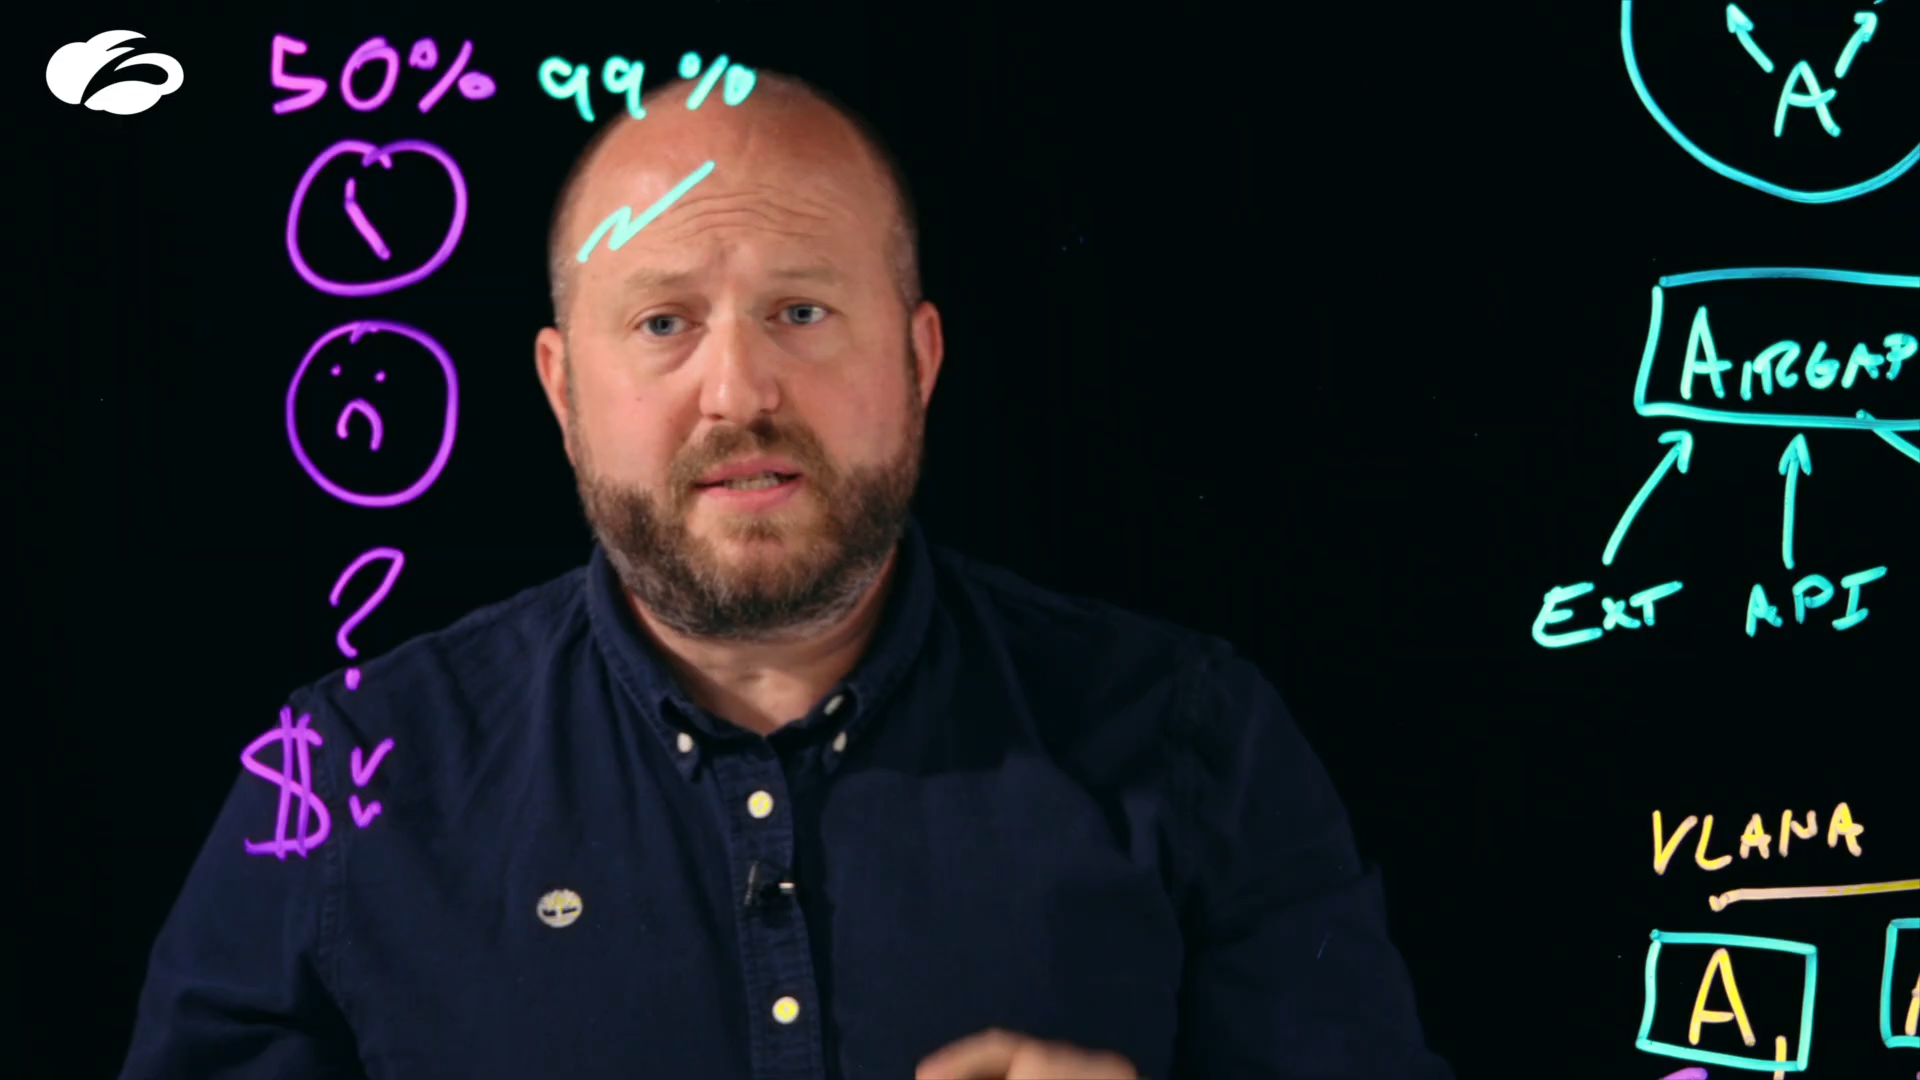 50% 99%
A
AIRGAP
EXT API
?
$
VLAN A
A